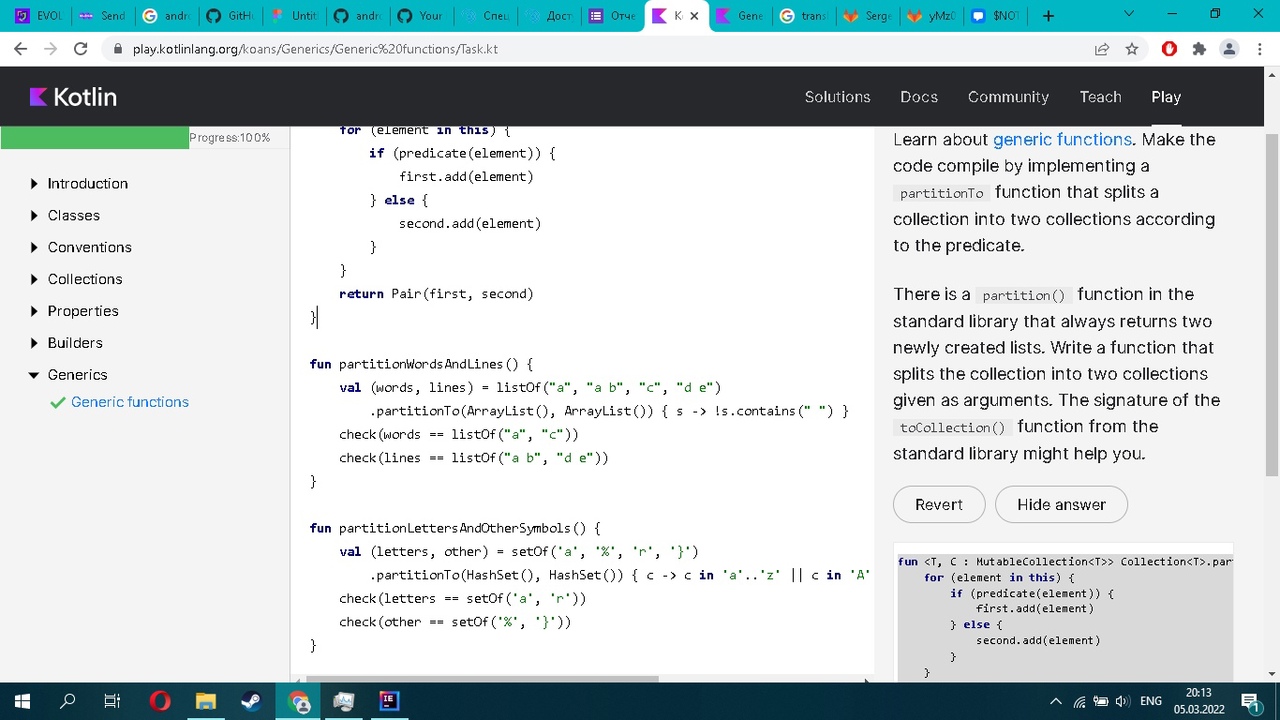 EVOL
Send
andro
GitHu
Untitl
andro
Your
Спец
Дост
Отче
Ko
Gene
transl
Serge
yMz0
$NOT
play.kotlinlang.org/koans/Generics/Generic%20functions/Task.kt
Kotlin
Solutions
Docs
Community
Teach
Play
Progress:100%
Introduction
Classes
Conventions
Collections
Properties
Builders
Generics
Generic functions
for (element in this) {
if (predicate(element)) {
first.add(element)
} else {
second.add(element)
}
}
return Pair(first, second)
}
fun partitionWordsAndLines() {
val (words, lines) = listOf("a", "a b", "c", "d e")
.partitionTo(ArrayList(), ArrayList()) { s -> !s.contains(" ") }
check(words == listOf("a", "c"))
check(lines == listOf("a b", "d e"))
}
fun partitionLettersAndOtherSymbols() {
val (letters, other) = setOf('a', '%', 'r', '}')
.partitionTo(HashSet(), HashSet()) { c -> c in 'a'..'z' || c in 'A'
check(letters == setOf('a', 'r'))
check(other == setOf('%', '}'))
}
Learn about generic functions. Make the
code compile by implementing a
partitionTo function that splits a
collection into two collections according
to the predicate.
There is a partition() function in the
standard library that always returns two
newly created lists. Write a function that
splits the collection into two collections
given as arguments. The signature of the
toCollection() function from the
standard library might help you.
Revert
Hide answer
fun <T, C : MutableCollection<T>> Collection<T>.par
for (element in this) {
if (predicate(element)) {
first.add(element)
} else {
second.add(element)
}
}
ENG
20:13
05.03.2022
1